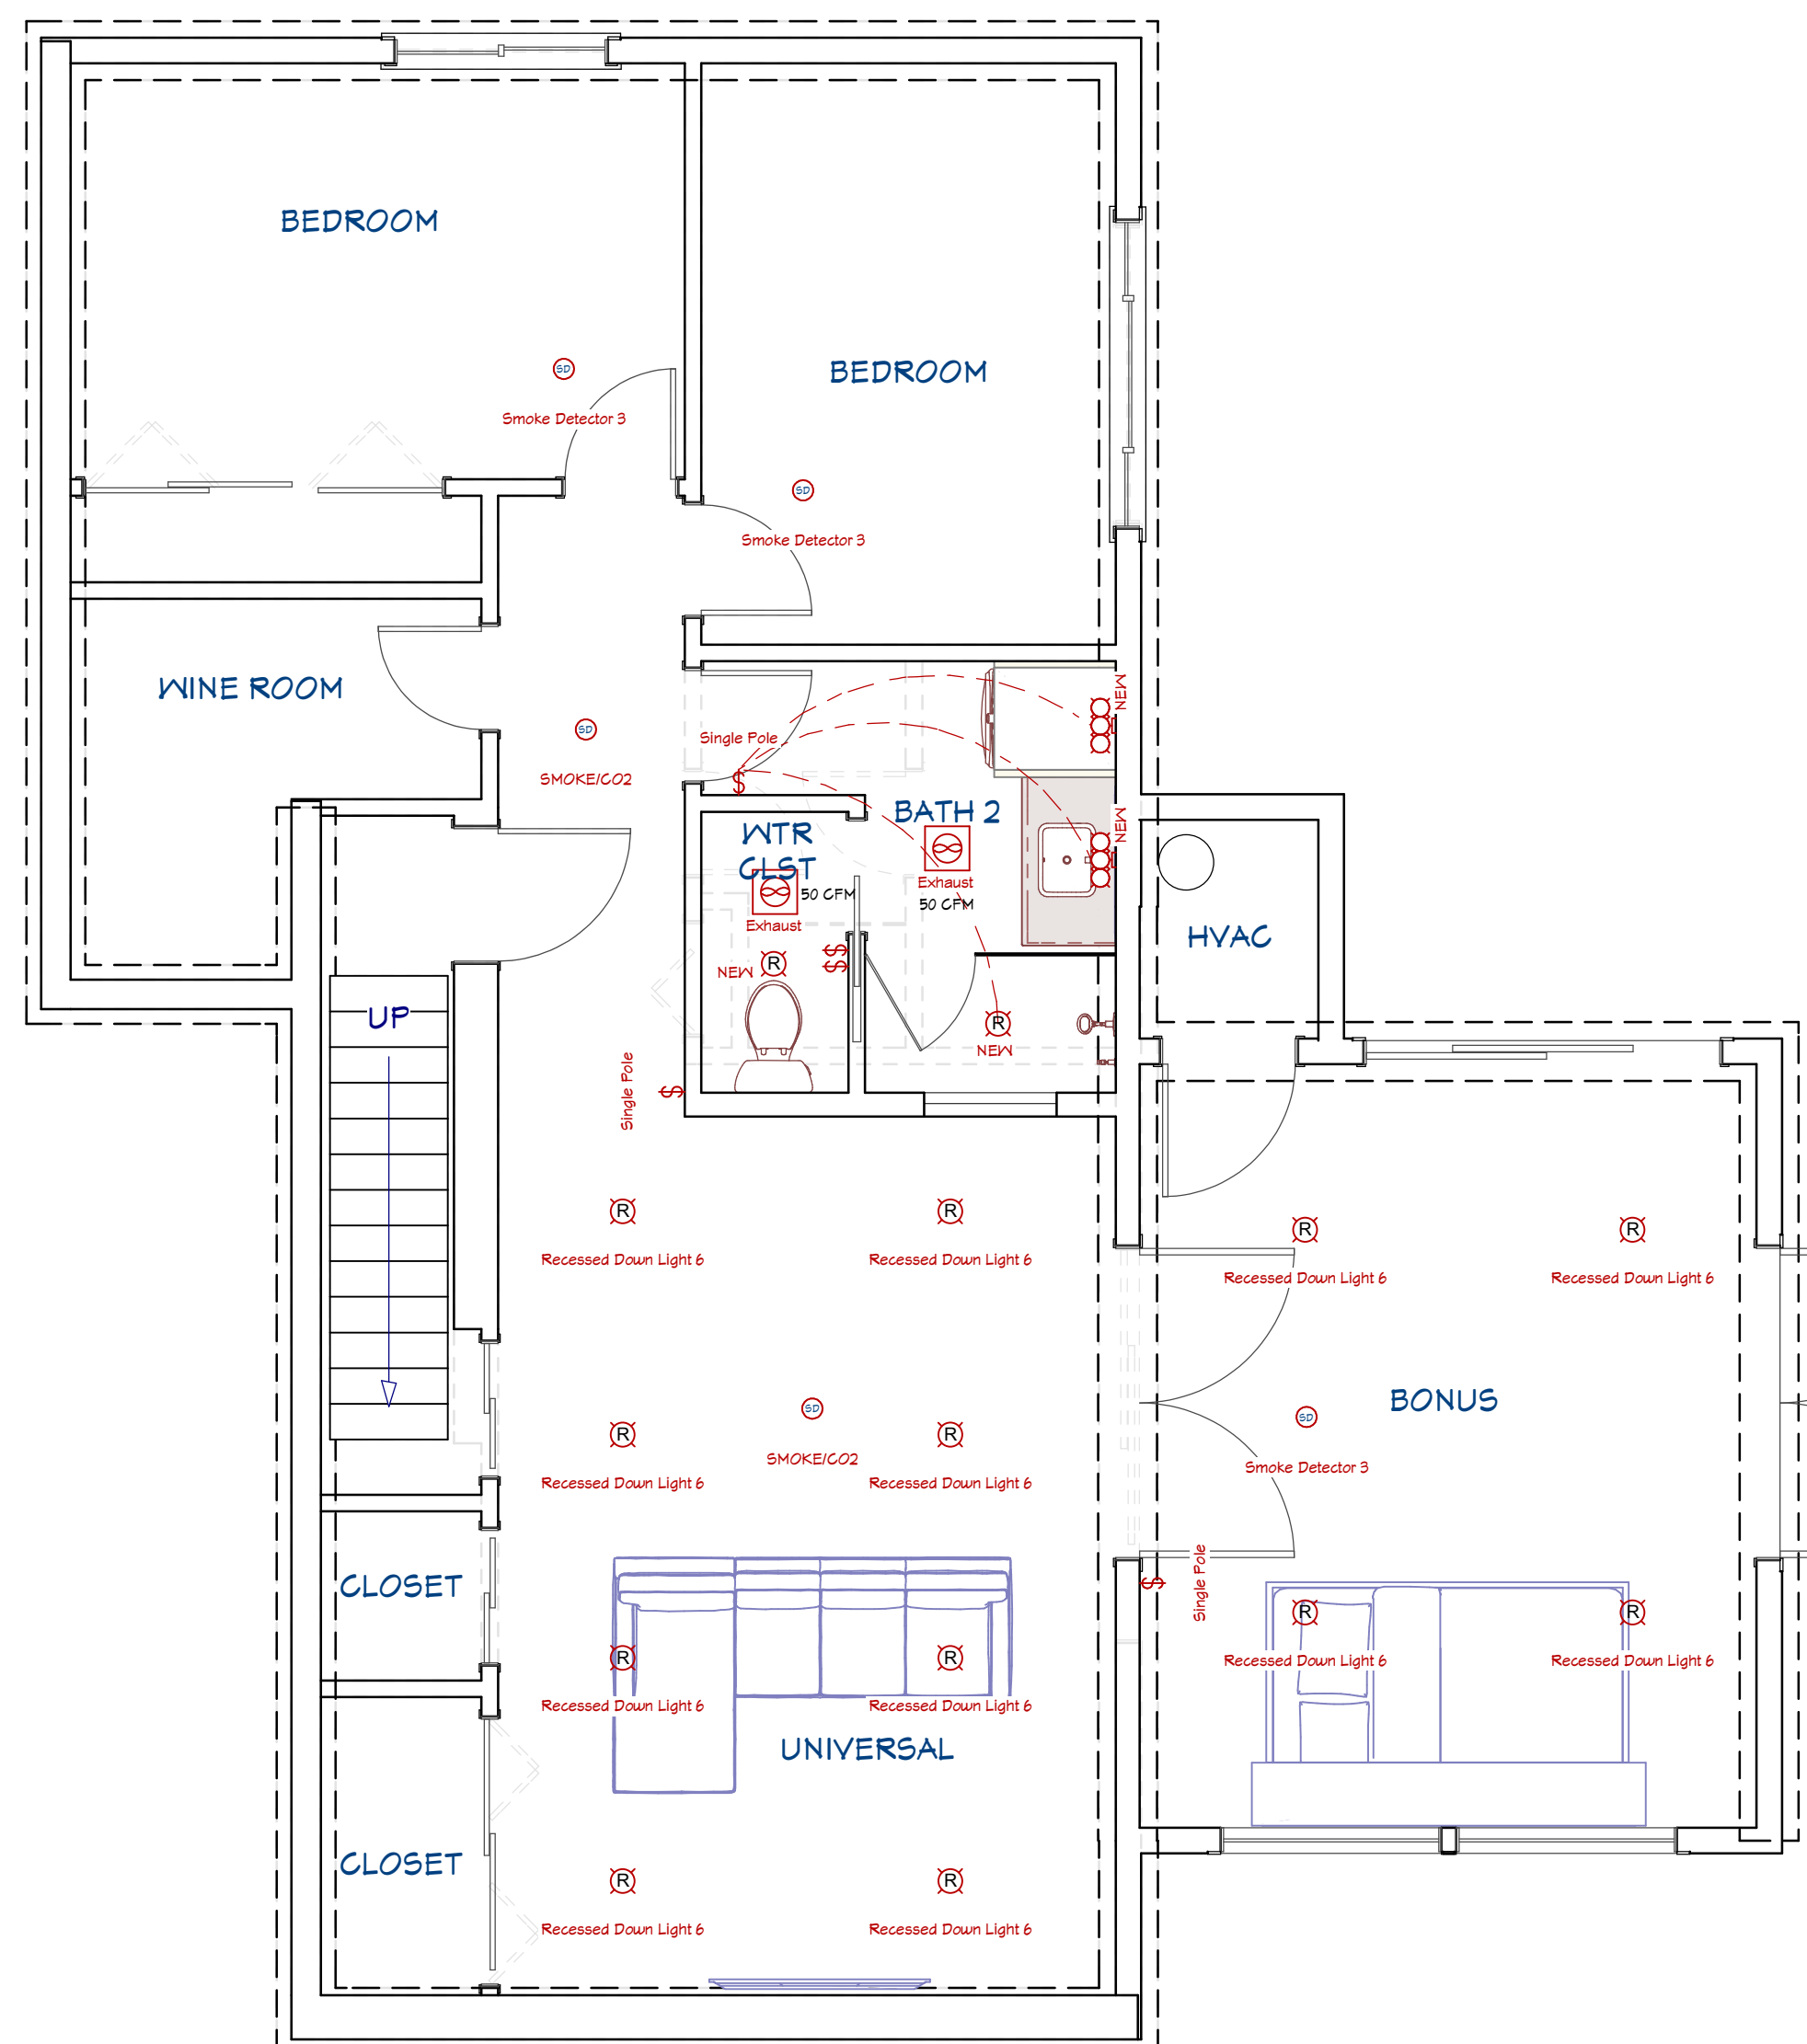 BEDROOM
BEDROOM
SD
Smoke Detector 3
SD
Smoke Detector 3
WINE ROOM
SD
SMOKE/CO2
Single Pole
$
NEW
NEW
BATH 2
WTR
CLST
Exhaust
50 CFM
50 CFM
Exhaust
HVAC
NEW
R
$$
$$
R
NEW
UP
Single Pole
$
R
R
Recessed Down Light 6
Recessed Down Light 6
R
R
Recessed Down Light 6
Recessed Down Light 6
SD
SMOKE/CO2
R
R
Recessed Down Light 6
Recessed Down Light 6
BONUS
SD
Smoke Detector 3
Single Pole
$
CLOSET
R
R
Recessed Down Light 6
Recessed Down Light 6
R
R
Recessed Down Light 6
Recessed Down Light 6
UNIVERSAL
CLOSET
R
R
Recessed Down Light 6
Recessed Down Light 6